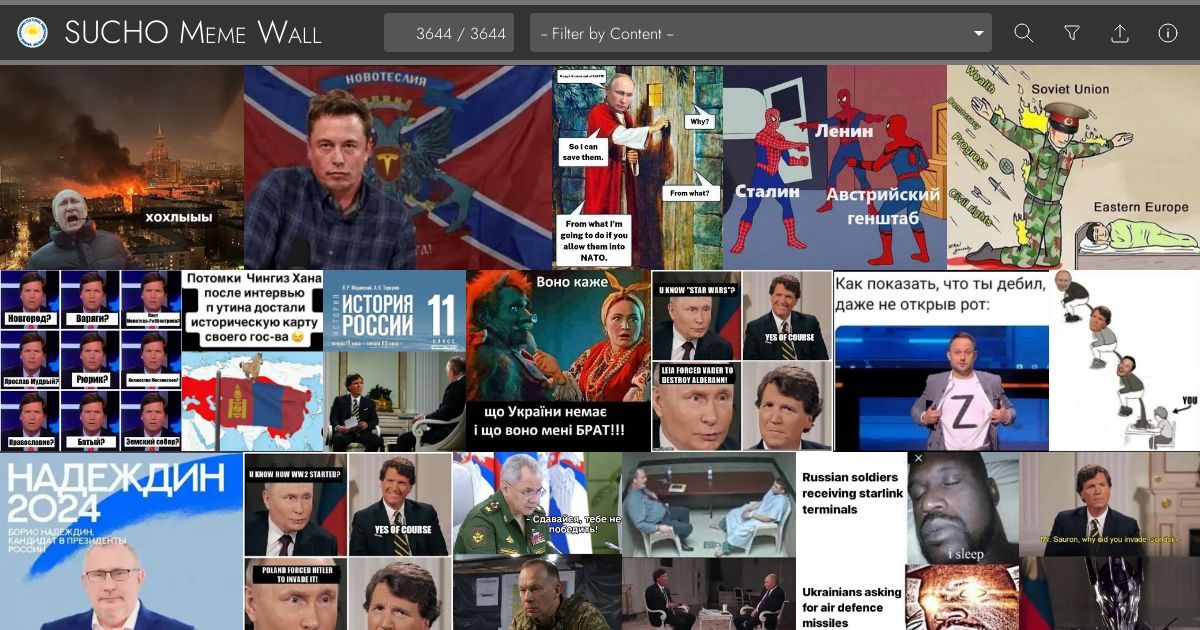 SUCHO Meme Wall
3644 / 3644
– Filter by Content –
хохлыыы
НОВОТЕСЛИЯ
So I can
save them.
Why?
From what?
From what I'm
going to do if you
allow them into
NATO.
Ленин
Сталин
Австрийский
генштаб
Wealth
Democracy
Progress
Civil rights
Soviet Union
Eastern Europe
Новгород?
Варяги?
Ярослав Мудрый?
Рюрик?
Православие?
Батый?
Земский собор?
Потомки Чингиз Хана
после интервью
п утина достали
историческую карту
своего гос-ва
ИСТОРИЯ
РОССИИ
11
КЛАСС
Воно каже
що України немає
і що воно мені БРАТ!!!
U KNOW "STAR WARS"?
YES OF COURSE
LEIA FORCED VADER TO
DESTROY ALDERANN!
Как показать, что ты дебил,
даже не открыв рот:
Z
YOU
НАДЕЖДИН
2024
БОРИС НАДЕЖДИН,
КАНДИДАТ В ПРЕЗИДЕНТЫ
РОССИИ
U KNOW HOW WW2 STARTED?
YES OF COURSE
POLAND FORCED HITLER
TO INVADE IT!
- Сдавайся, тебе не
победить!
Russian soldiers
receiving starlink
terminals
i sleep
Ukrainians asking
for air defence
missiles
Mr. Sauron, why did you invade Gondor?